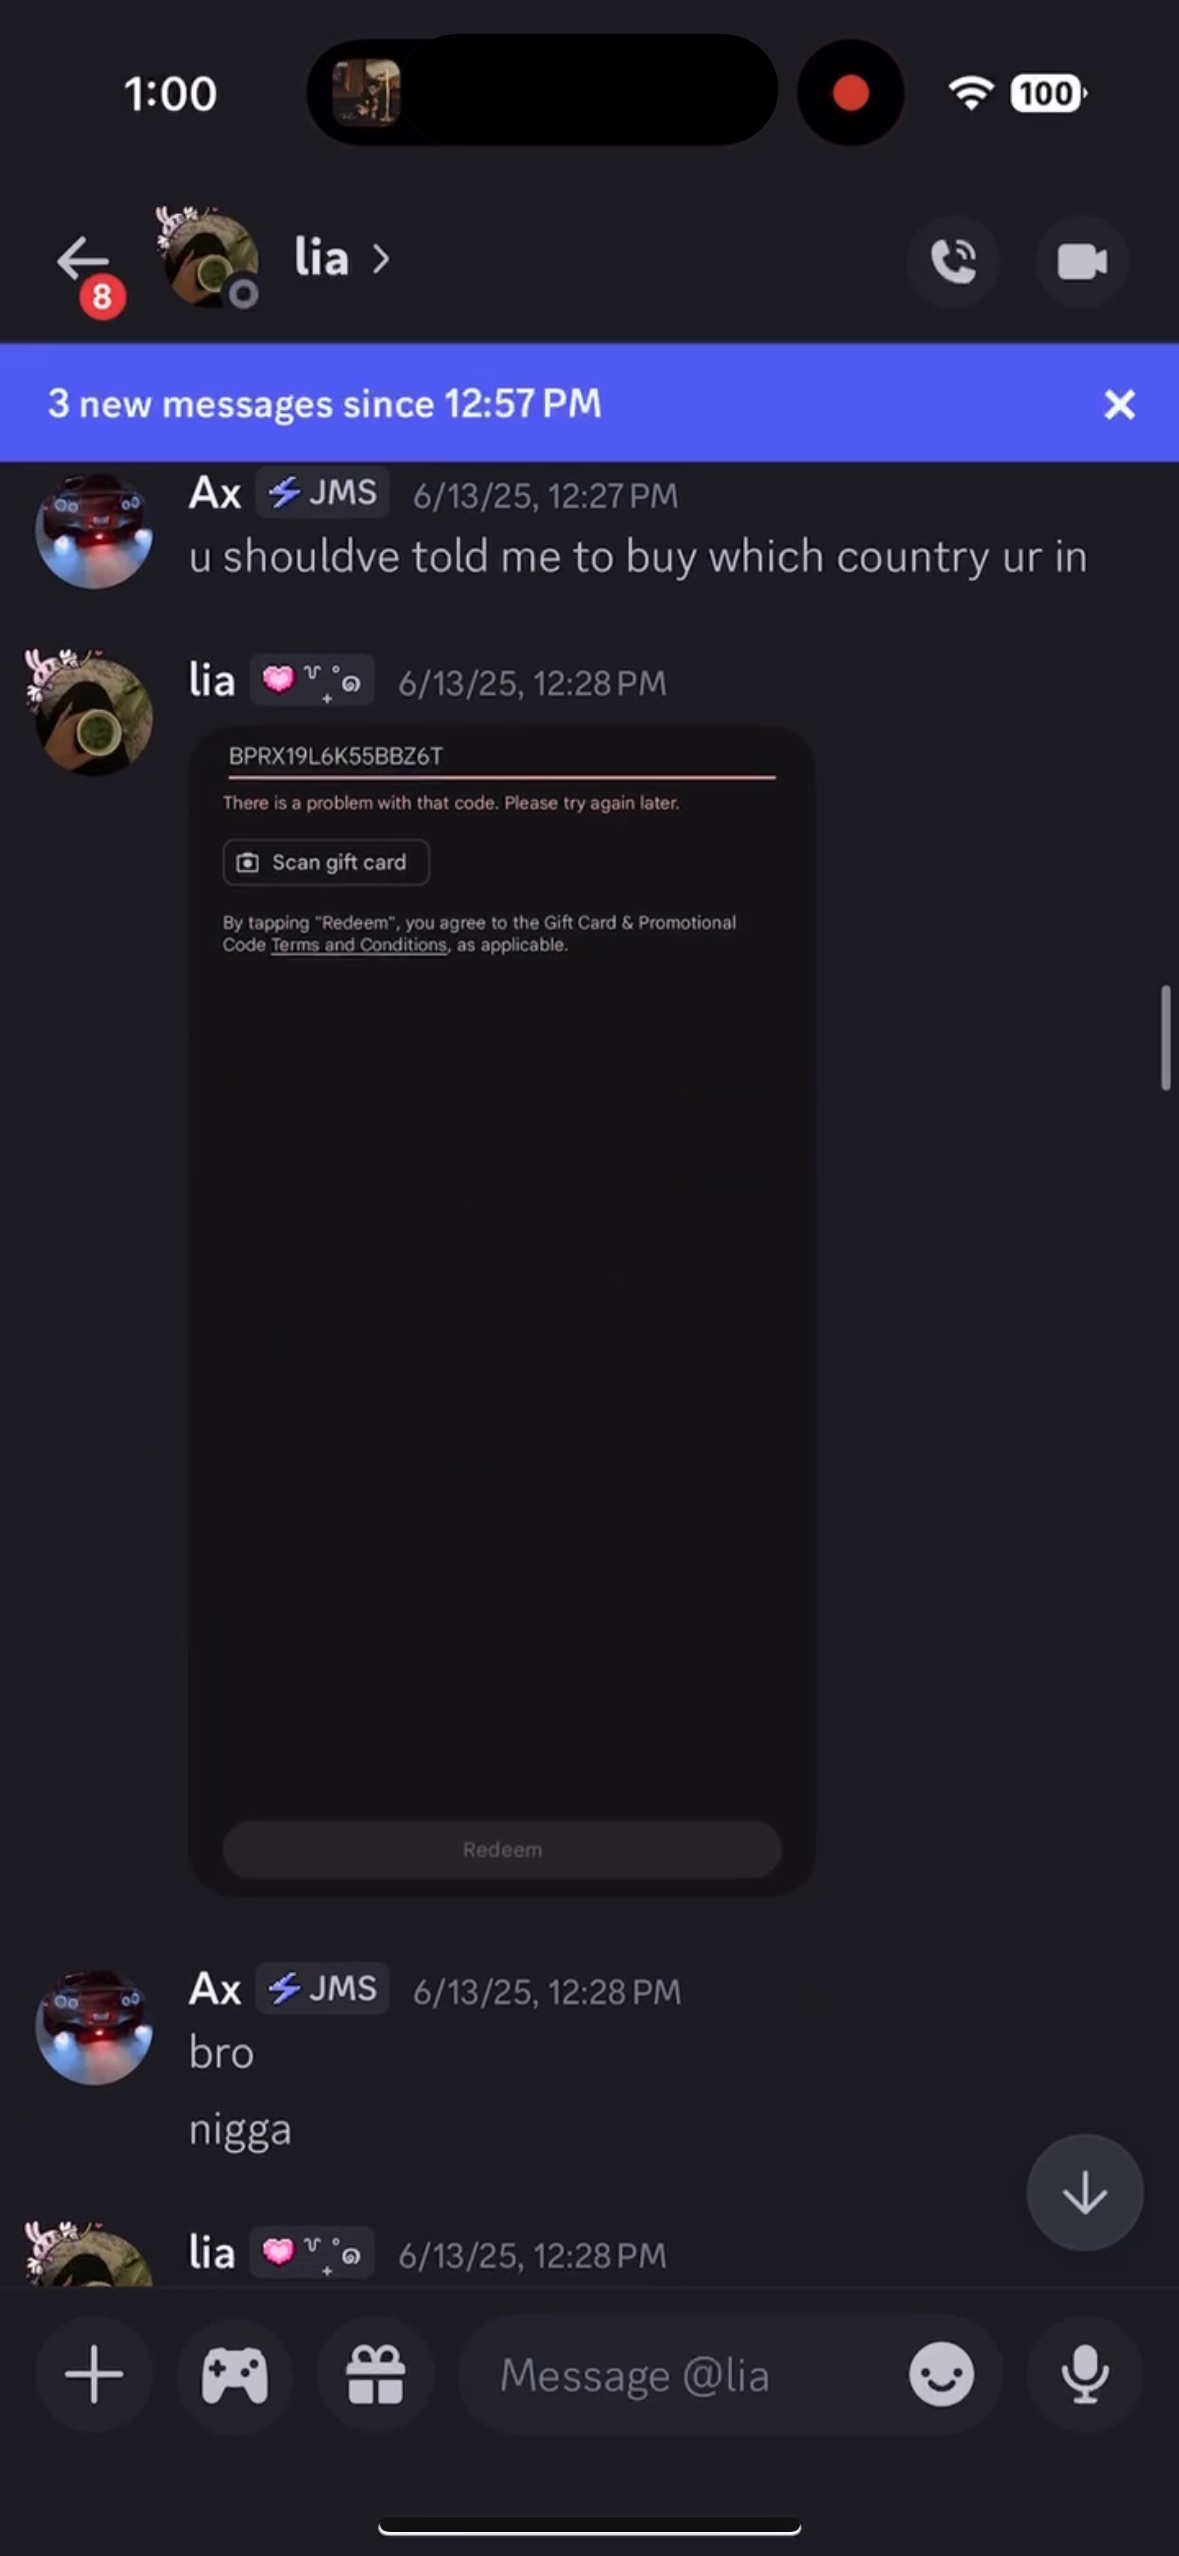 1:00
100
lia
8
3 new messages since 12:57 PM
Ax JMS 6/13/25, 12:27 PM
u shouldve told me to buy which country ur in
lia 6/13/25, 12:28 PM
BPRX19L6K55BBZ6T
There is a problem with that code. Please try again later.
Scan gift card
By tapping "Redeem", you agree to the Gift Card & Promotional
Code Terms and Conditions, as applicable.
Redeem
Ax JMS 6/13/25, 12:28 PM
bro
nigga
lia 6/13/25, 12:28 PM
Message @lia